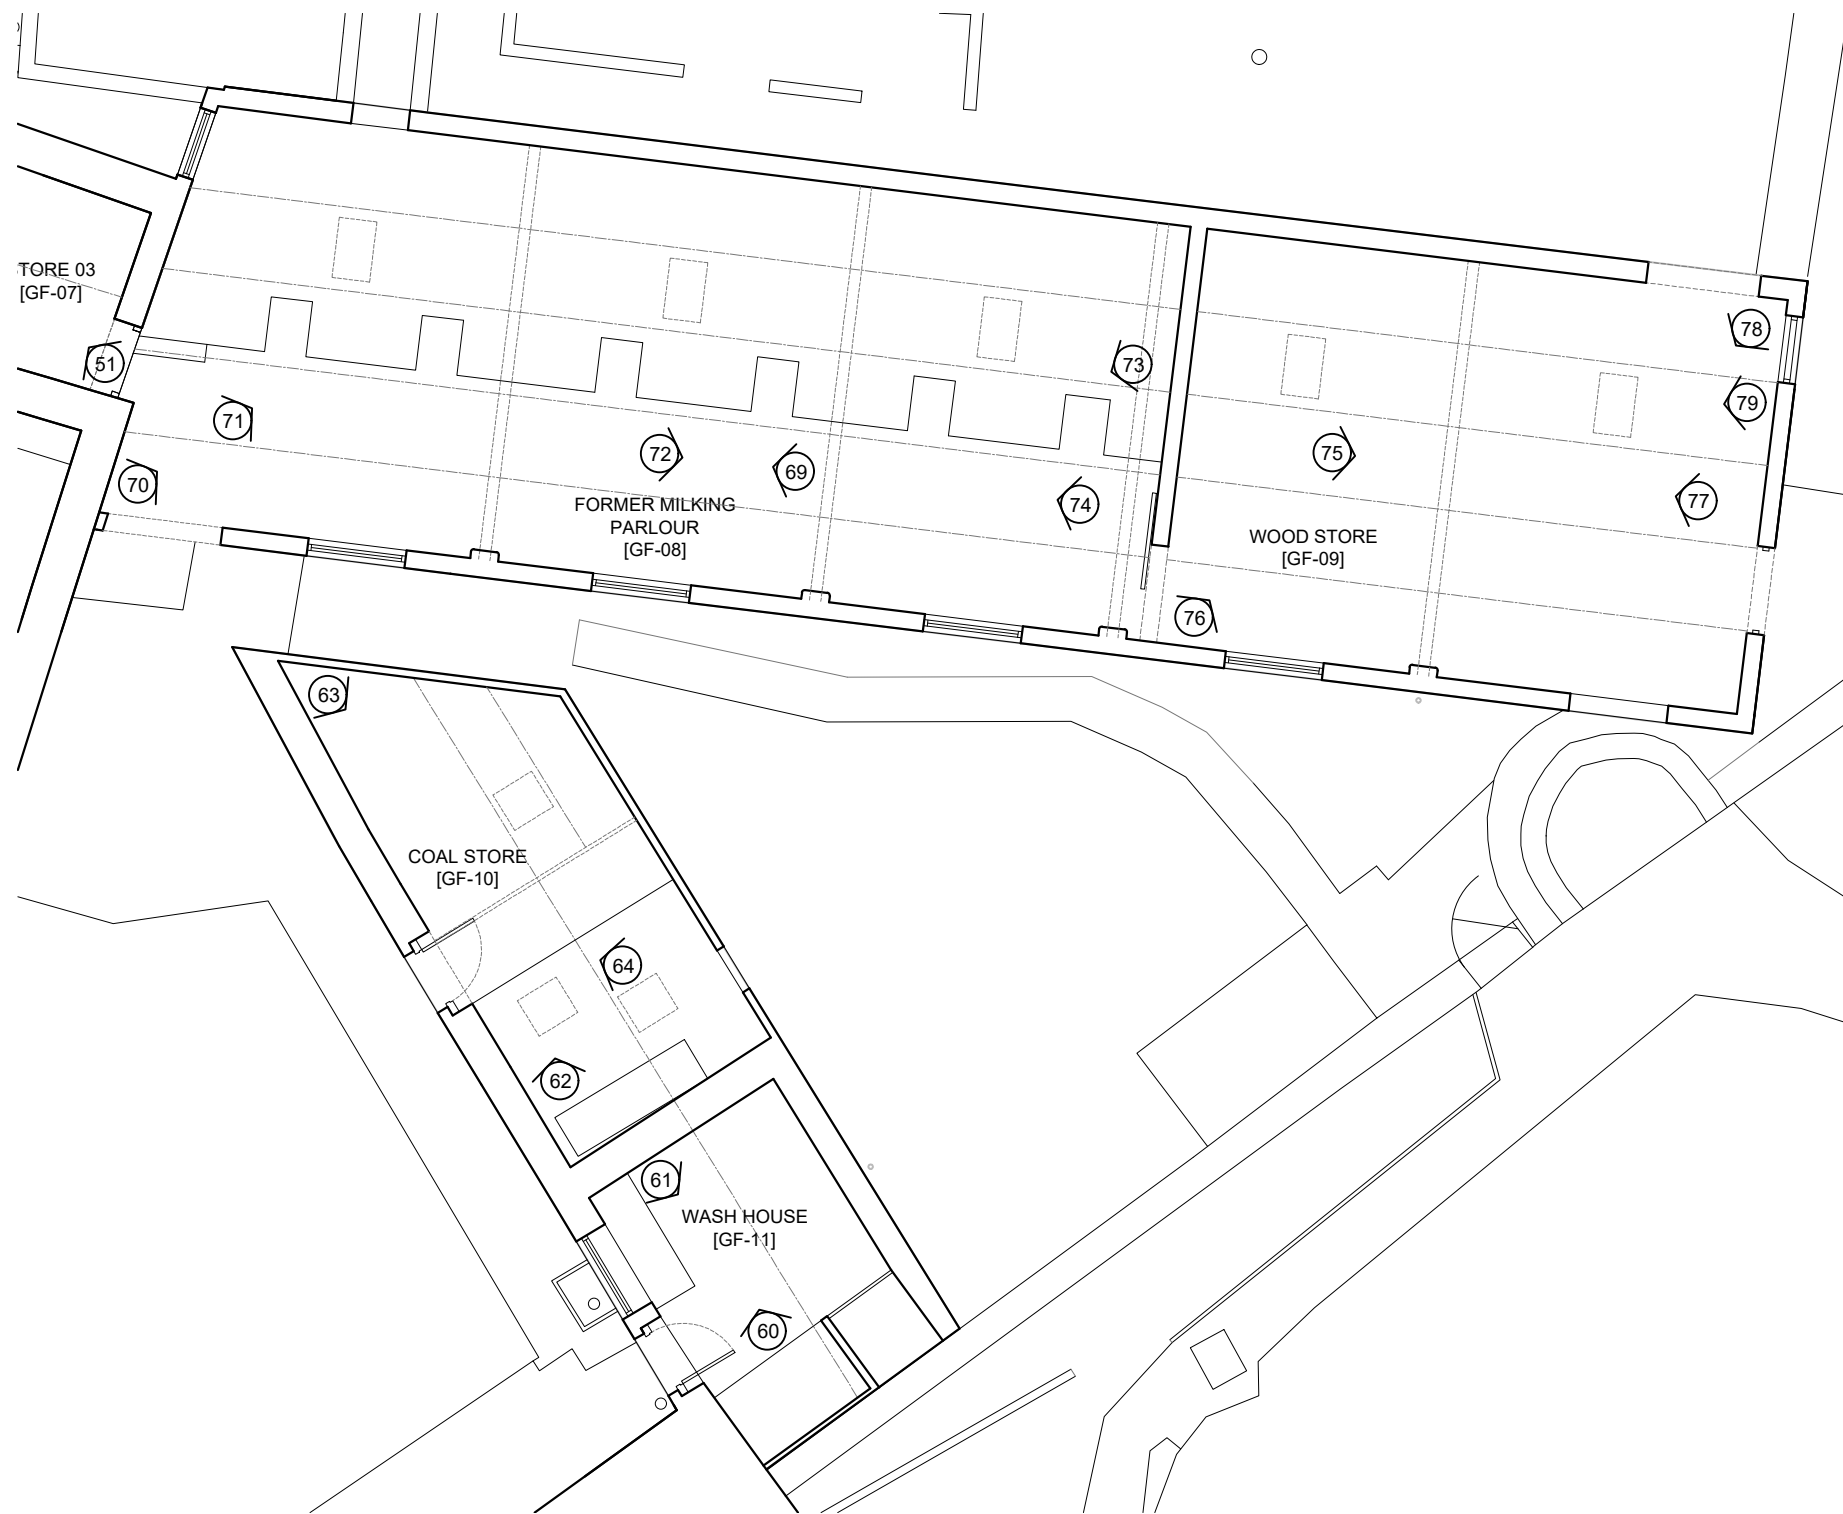 TORE 03
[GF-07]
78
51
73
79
71
72
69
75
70
74
77
FORMER MILKING
PARLOUR
[GF-08]
WOOD STORE
[GF-09]
76
63
COAL STORE
[GF-10]
64
62
61
WASH HOUSE
[GF-11]
60